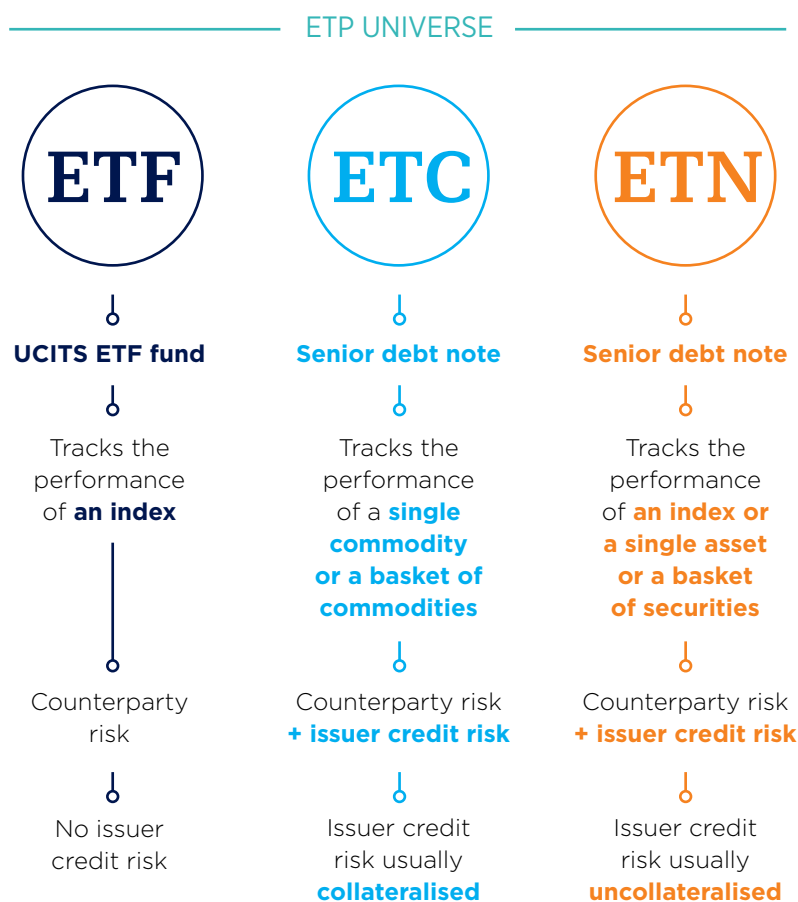 ETP UNIVERSE
ETF
UCITS ETF fund
Tracks the
performance
of an index
Counterparty
risk
No issuer
credit risk
ETC
Senior debt note
Tracks the
performance
of a single
commodity
or a basket of
commodities
Counterparty risk
+ issuer credit risk
Issuer credit
risk usually
collateralised
ETN
Senior debt note
Tracks the
performance
of an index or
a single asset
or a basket
of securities
Counterparty risk
+ issuer credit risk
Issuer credit
risk usually
uncollateralised